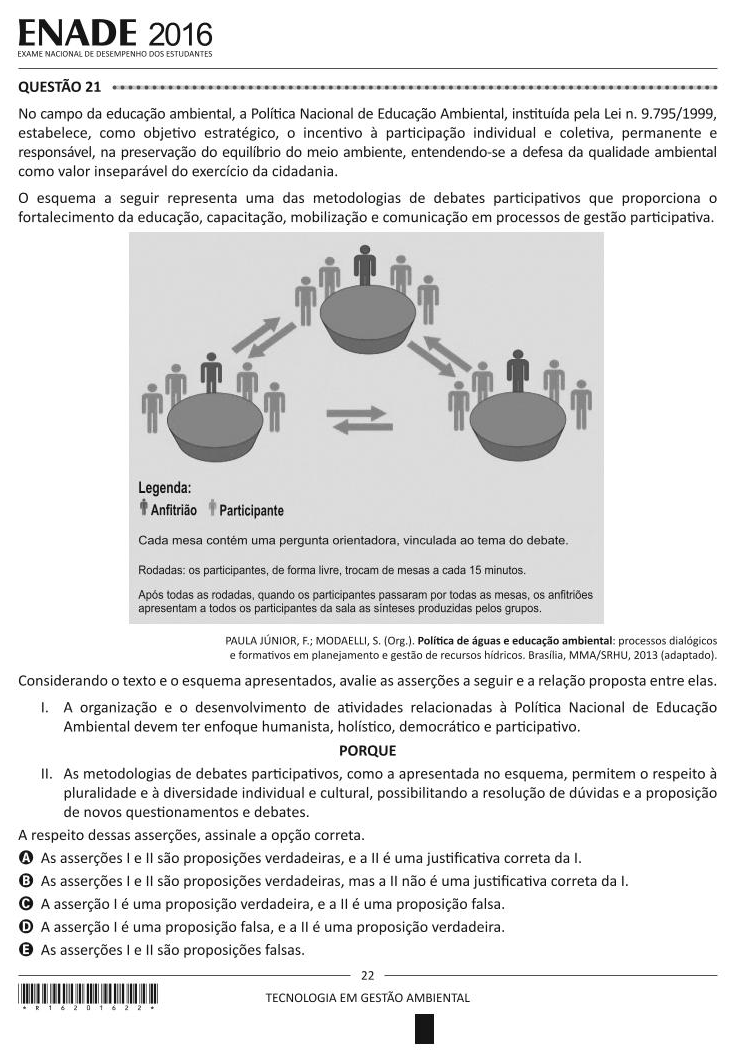 ENADE 2016
EXAME NACIONAL DE DESEMPENHO DOS ESTUDANTES
QUESTÃO 21
No campo da educação ambiental, a Política Nacional de Educação Ambiental, instituída pela Lei n. 9.795/1999,
estabelece, como objetivo estratégico, o incentivo à participação individual e coletiva, permanente e
responsável, na preservação do equilíbrio do meio ambiente, entendendo-se a defesa da qualidade ambiental
como valor inseparável do exercício da cidadania.
O esquema a seguir representa uma das metodologias de debates participativos que proporciona o
fortalecimento da educação, capacitação, mobilização e comunicação em processos de gestão participativa.
Legenda:
Anfitrião Participante
Cada mesa contém uma pergunta orientadora, vinculada ao tema do debate.
Rodadas: os participantes, de forma livre, trocam de mesas a cada 15 minutos.
Após todas as rodadas, quando os participantes passaram por todas as mesas, os anfitriões
apresentam a todos os participantes da sala as sínteses produzidas pelos grupos.
PAULA JÚNIOR, F.; MODAELLI, S. (Org.). Política de águas e educação ambiental: processos dialógicos
e formativos em planejamento e gestão de recursos hídricos. Brasília, MMA/SRHU, 2013 (adaptado).
Considerando o texto e o esquema apresentados, avalie as asserções a seguir e a relação proposta entre elas.
I. A organização e o desenvolvimento de atividades relacionadas à Política Nacional de Educação
Ambiental devem ter enfoque humanista, holístico, democrático e participativo.
PORQUE
II. As metodologias de debates participativos, como a apresentada no esquema, permitem o respeito à
pluralidade e à diversidade individual e cultural, possibilitando a resolução de dúvidas e a proposição
de novos questionamentos e debates.
A respeito dessas asserções, assinale a opção correta.
A As asserções I e II são proposições verdadeiras, e a II é uma justificativa correta da I.
B As asserções I e II são proposições verdadeiras, mas a II não é uma justificativa correta da I.
C A asserção I é uma proposição verdadeira, e a II é uma proposição falsa.
D A asserção I é uma proposição falsa, e a II é uma proposição verdadeira.
E As asserções I e II são proposições falsas.
22
TECNOLOGIA EM GESTÃO AMBIENTAL
* R 1 6 2 0 1 6 2 2 *